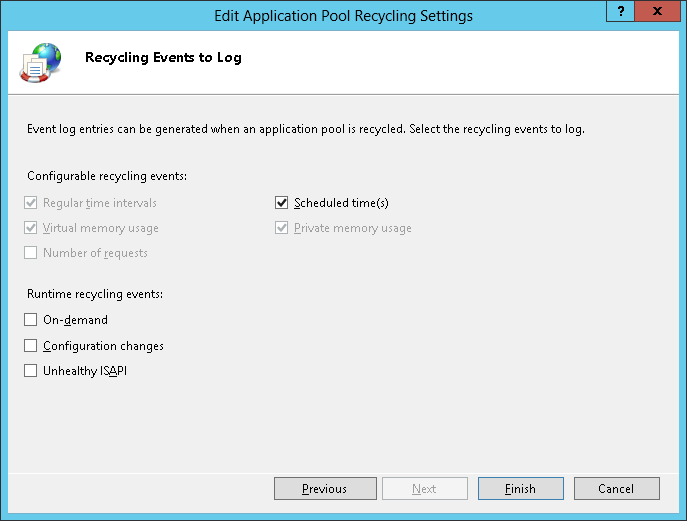 Edit Application Pool Recycling Settings
?
x
Recycling Events to Log
Event log entries can be generated when an application pool is recycled. Select the recycling events to log.
Configurable recycling events:
Regular time intervals
Scheduled time(s)
Virtual memory usage
Private memory usage
Number of requests
Runtime recycling events:
On-demand
Configuration changes
Unhealthy ISAPI
Previous
Next
Finish
Cancel